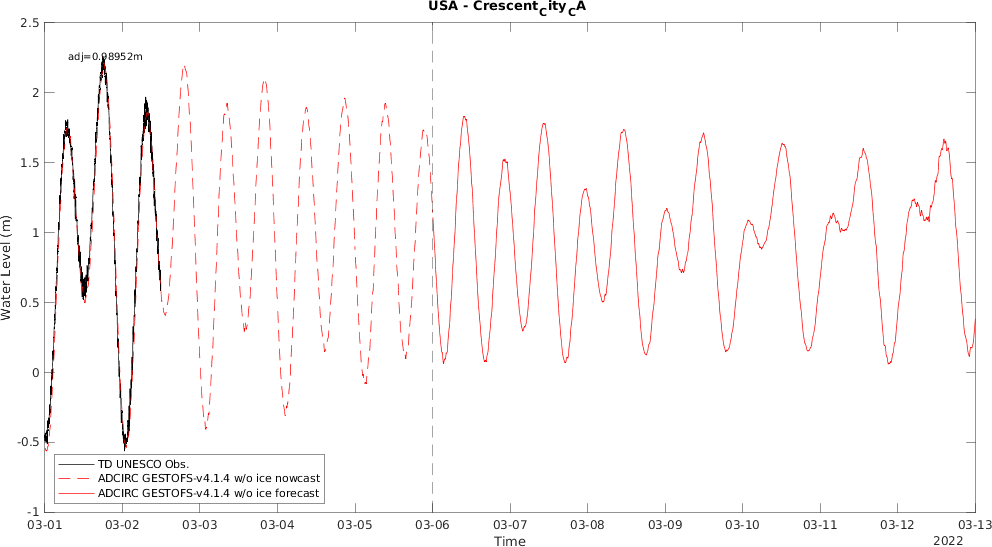 USA - Crescent_City_CA
adj=0.98952m
2.5
2
1.5
1
0.5
0
-0.5
-1
Water Level (m)
TD UNESCO Obs.
ADCIRC GESTOFS-v4.1.4 w/o ice nowcast
ADCIRC GESTOFS-v4.1.4 w/o ice forecast
03-01 03-02 03-03 03-04 03-05 03-06 03-07 03-08 03-09 03-10 03-11 03-12 03-13
Time
2022